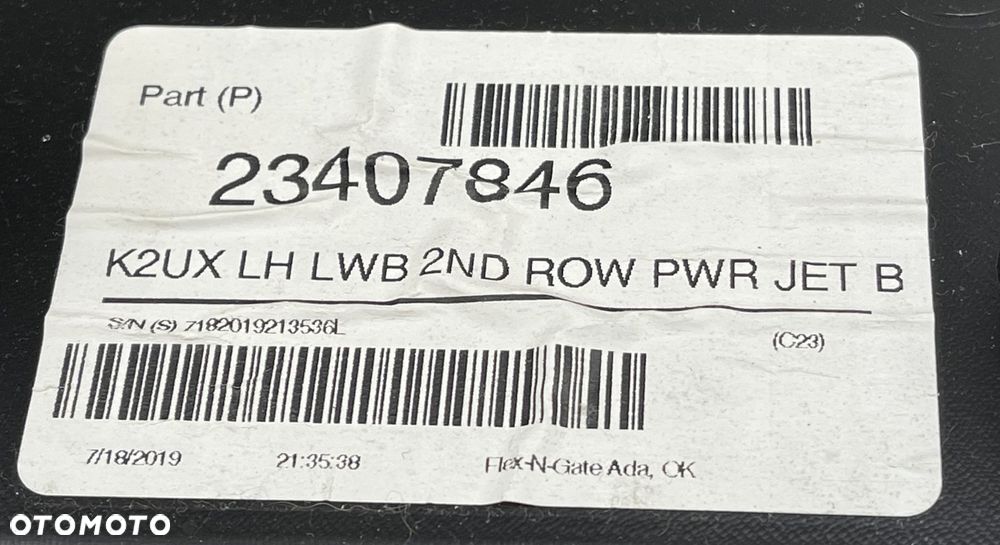 Part (P)
23407846
K2UX LH LWB 2ND ROW PWR JET B
S/N (S) 7182019213536L
(C23)
7/18/2019 21:35:38 Flex-N-Gate Ada, OK
OTOMOTO